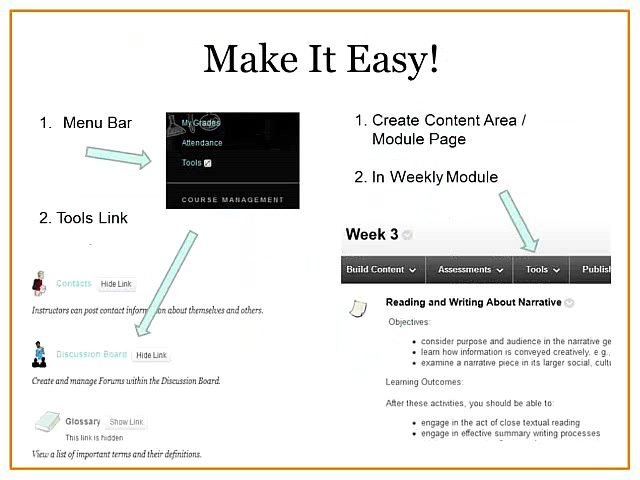 Make It Easy!
1. Menu Bar
My Grades
Attendance
Tools
COURSE MANAGEMENT
2. Tools Link
Contacts Hide Link
Instructors can post contact information about themselves and others.
Discussion Board Hide Link
Create and manage Forums within the Discussion Board.
Glossary Show Link
This link is hidden
View a list of important terms and their definitions.
1. Create Content Area /
Module Page
2. In Weekly Module
Week 3
Build Content Assessments Tools Publish
Reading and Writing About Narrative
Objectives:
• consider purpose and audience in the narrative ge
• learn how information is conveyed creatively, e.g.,
• examine a narrative piece in its larger social, cult
Learning Outcomes:
After these activities, you should be able to:
• engage in the act of close textual reading
• engage in effective summary writing processes